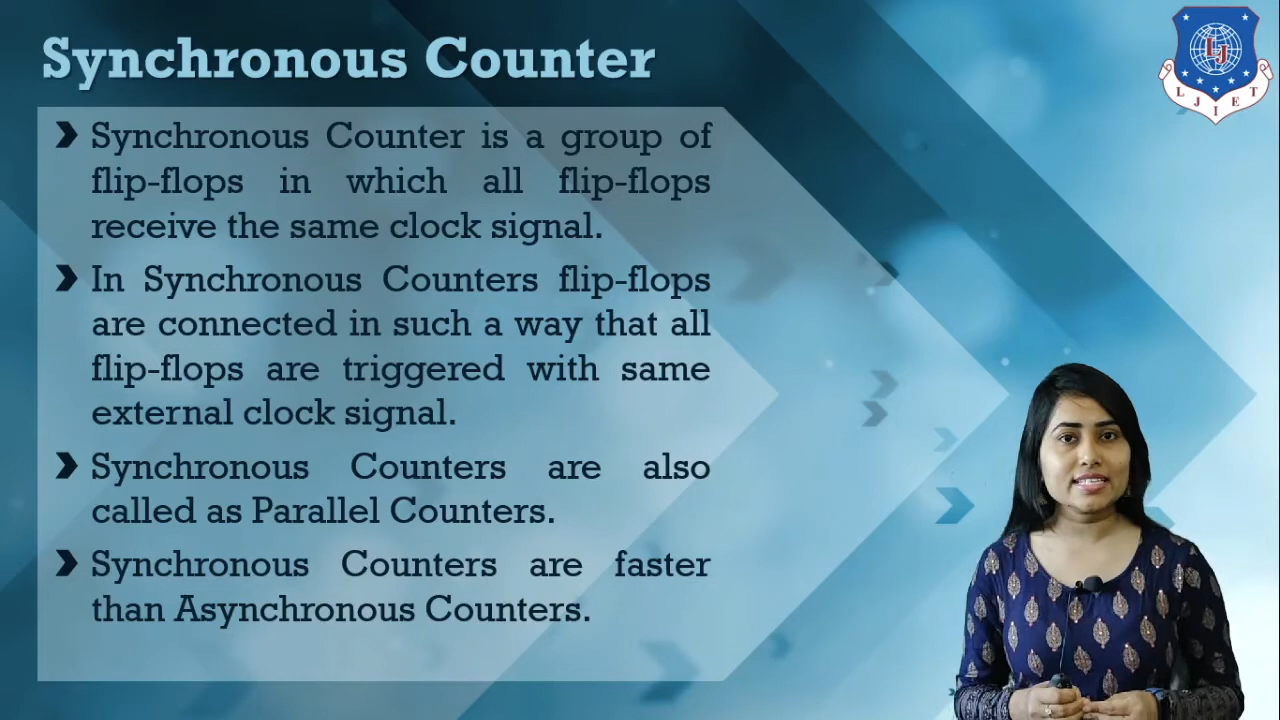 Synchronous Counter
Synchronous Counter is a group of
flip-flops in which all flip-flops
receive the same clock signal.
In Synchronous Counters flip-flops
are connected in such a way that all
flip-flops are triggered with same
external clock signal.
Synchronous Counters are also
called as Parallel Counters.
Synchronous Counters are faster
than Asynchronous Counters.
LJ
LJIET